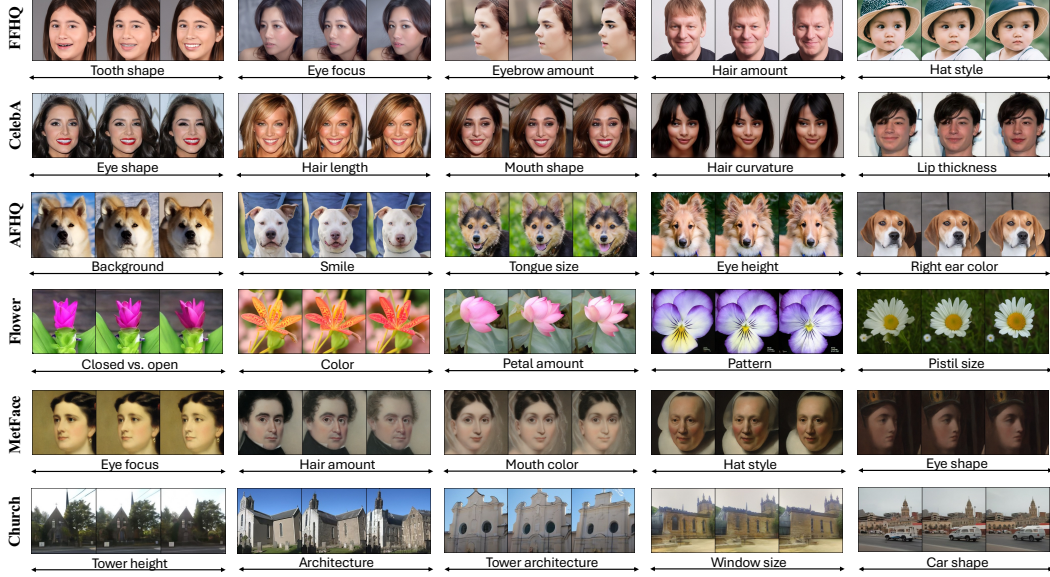 FFHQ
Tooth shape
Eye focus
Eyebrow amount
Hair amount
Hat style
CelebA
Eye shape
Hair length
Mouth shape
Hair curvature
Lip thickness
AFHQ
Background
Smile
Tongue size
Eye height
Right ear color
Flower
Closed vs. open
Color
Petal amount
Pattern
Pistil size
MetFace
Eye focus
Hair amount
Mouth color
Hat style
Eye shape
Church
Tower height
Architecture
Tower architecture
Window size
Car shape